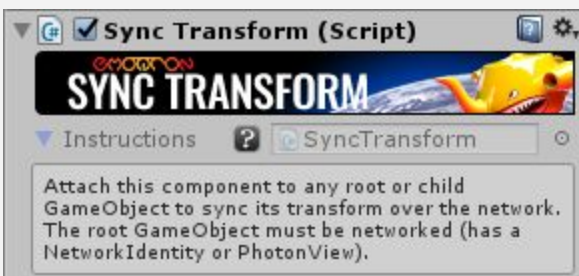 Sync Transform (Script)
emotitron
SYNC TRANSFORM
Instructions ? SyncTransform
Attach this component to any root or child
GameObject to sync its transform over the network.
The root GameObject must be networked (has a
NetworkIdentity or PhotonView).